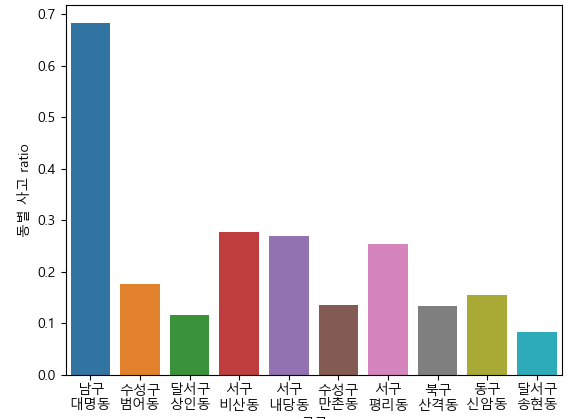 0.7
0.6
0.5
0.4
0.3
0.2
0.1
0.0
동별 사고 ratio
남구 수성구 달서구 서구 서구 수성구 서구 북구 동구 달서구
대명동 범어동 상인동 비산동 내당동 만촌동 평리동 산격동 신암동 송현동